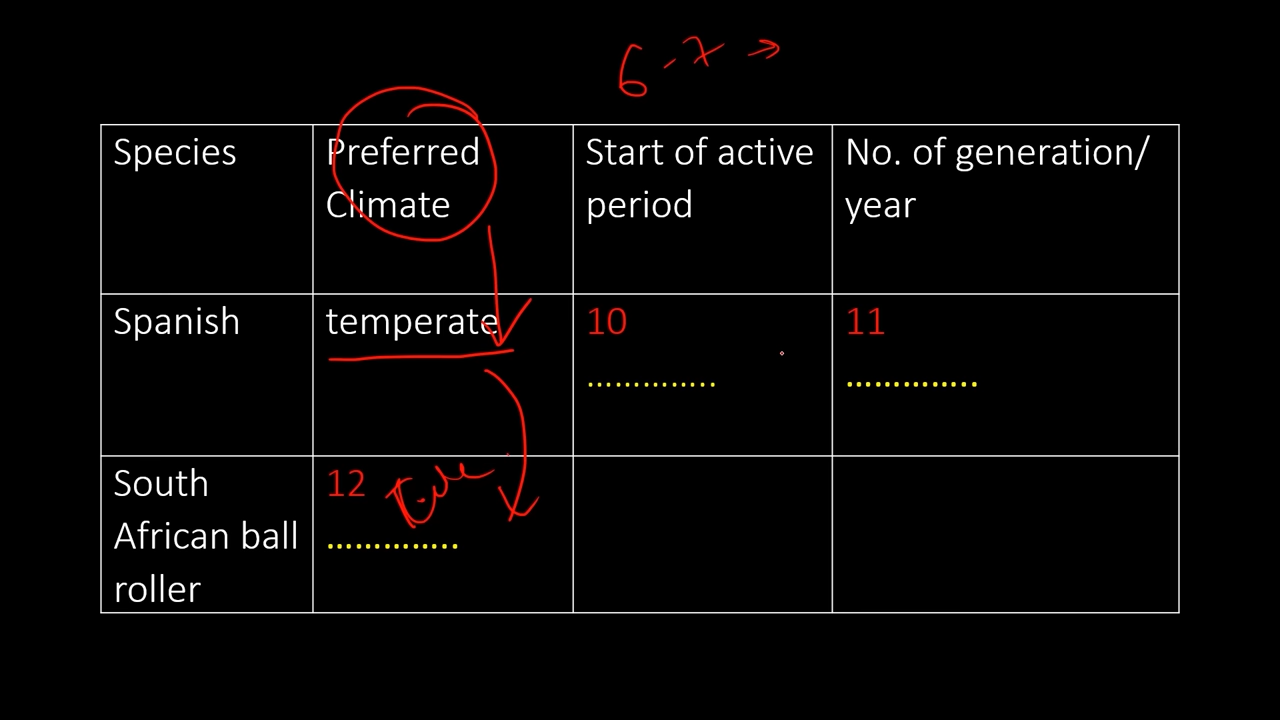 6-7 →
Species
Preferred
Climate
Start of active
period
No. of generation/
year
Spanish
temperate
10
..............
11
..............
South
African ball
roller
12
..............